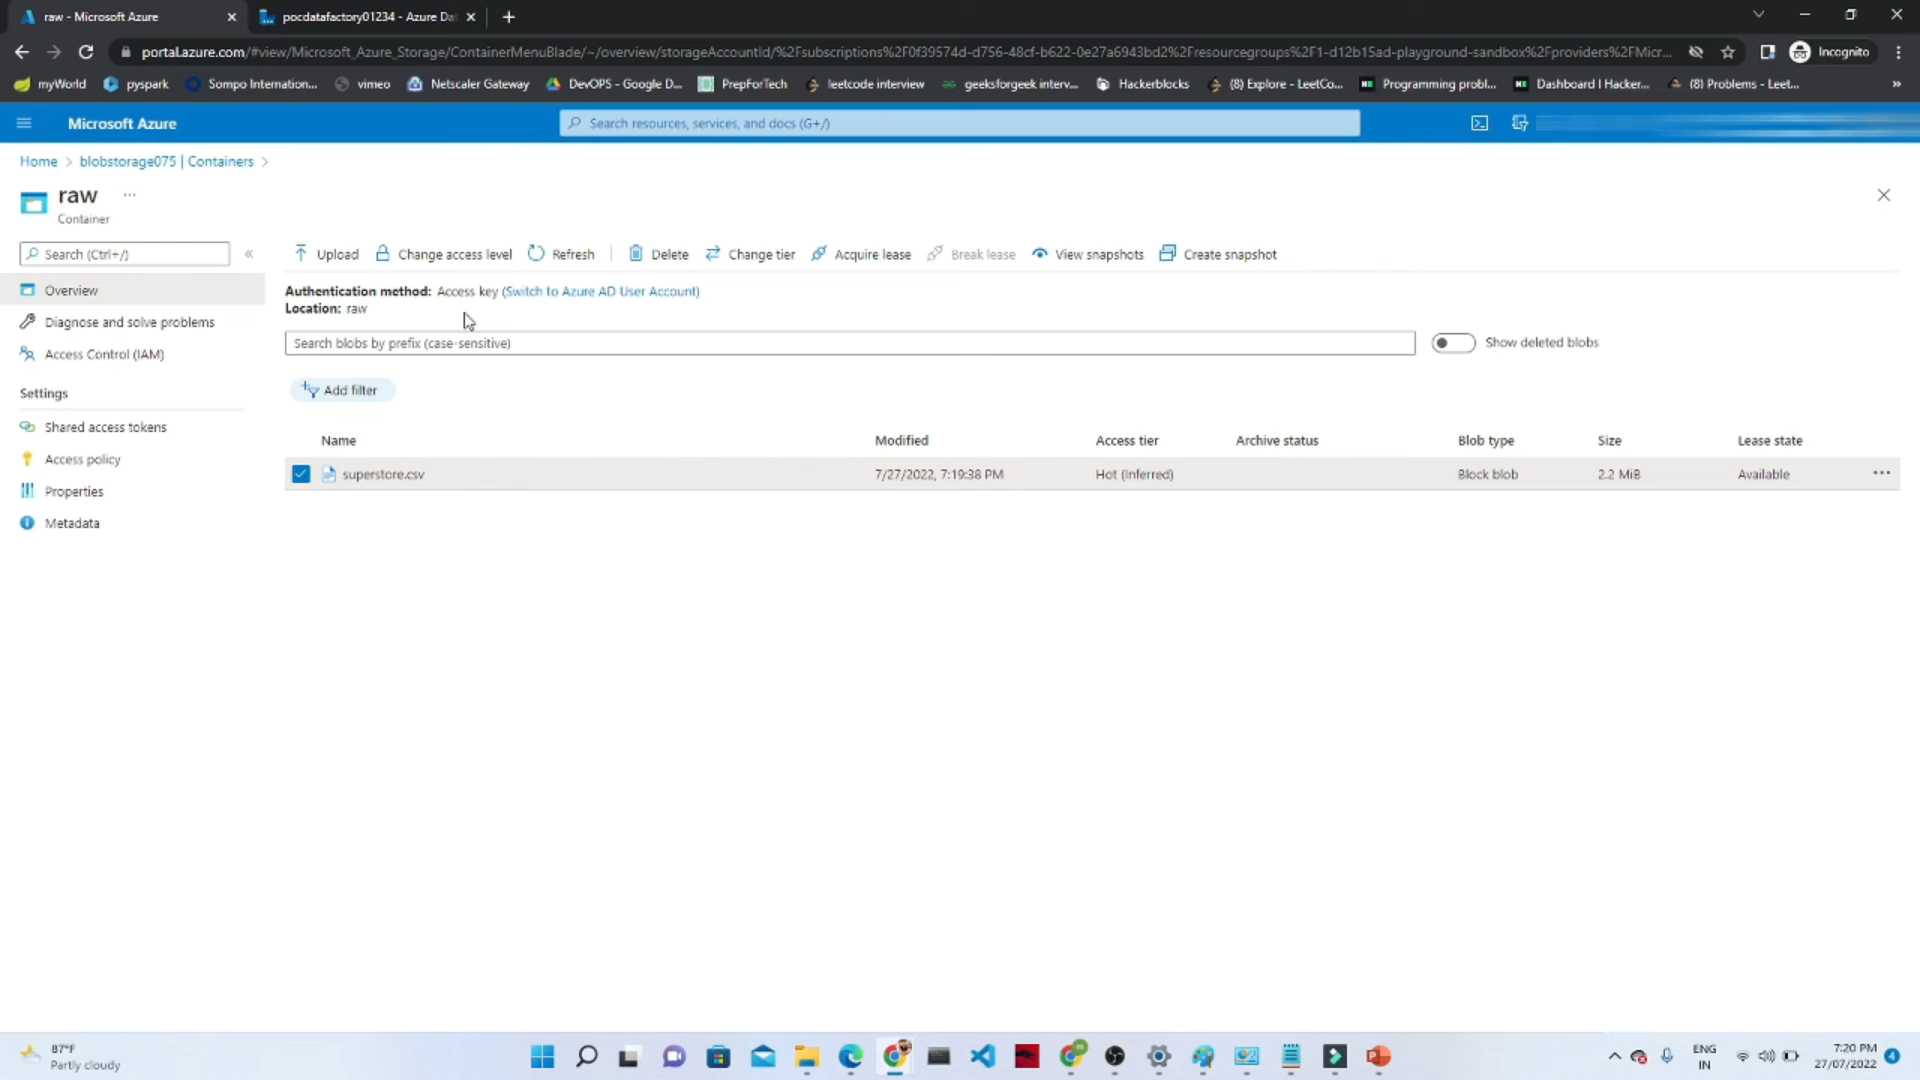 raw - Microsoft Azure
pocdatafactory01234 - Azure Da
portal.azure.com/#view/Microsoft_Azure_Storage/ContainerMenuBlade/~/overview/storageAccountId/%2Fsubscriptions%2F0f39574d-d756-48cf-b622-0e27a6943bd2%2Fresourcegroups%2F1-d12b15ad-playground-sandbox%2Fproviders%2FMicr...
Incognito
myWorld
pyspark
Sompo Internation...
vimeo
Netscaler Gateway
DevOPS - Google D...
PrepForTech
leetcode interview
geeksforgeek interv...
Hackerblocks
(8) Explore - LeetCo...
Programming probl...
Dashboard | Hacker...
(8) Problems - Leet...
Microsoft Azure
Search resources, services, and docs (G+/)
Home > blobstorage075 | Containers >
raw ...
Container
Search (Ctrl+/)
Upload
Change access level
Refresh
Delete
Change tier
Acquire lease
Break lease
View snapshots
Create snapshot
Overview
Diagnose and solve problems
Access Control (IAM)
Settings
Shared access tokens
Access policy
Properties
Metadata
Authentication method: Access key (Switch to Azure AD User Account)
Location: raw
Search blobs by prefix (case-sensitive)
Show deleted blobs
Add filter
Name Modified Access tier Archive status Blob type Size Lease state
superstore.csv 7/27/2022, 7:19:38 PM Hot (Inferred) Block blob 2.2 MiB Available ...
87°F
Partly cloudy
ENG
IN
7:20 PM
27/07/2022
4